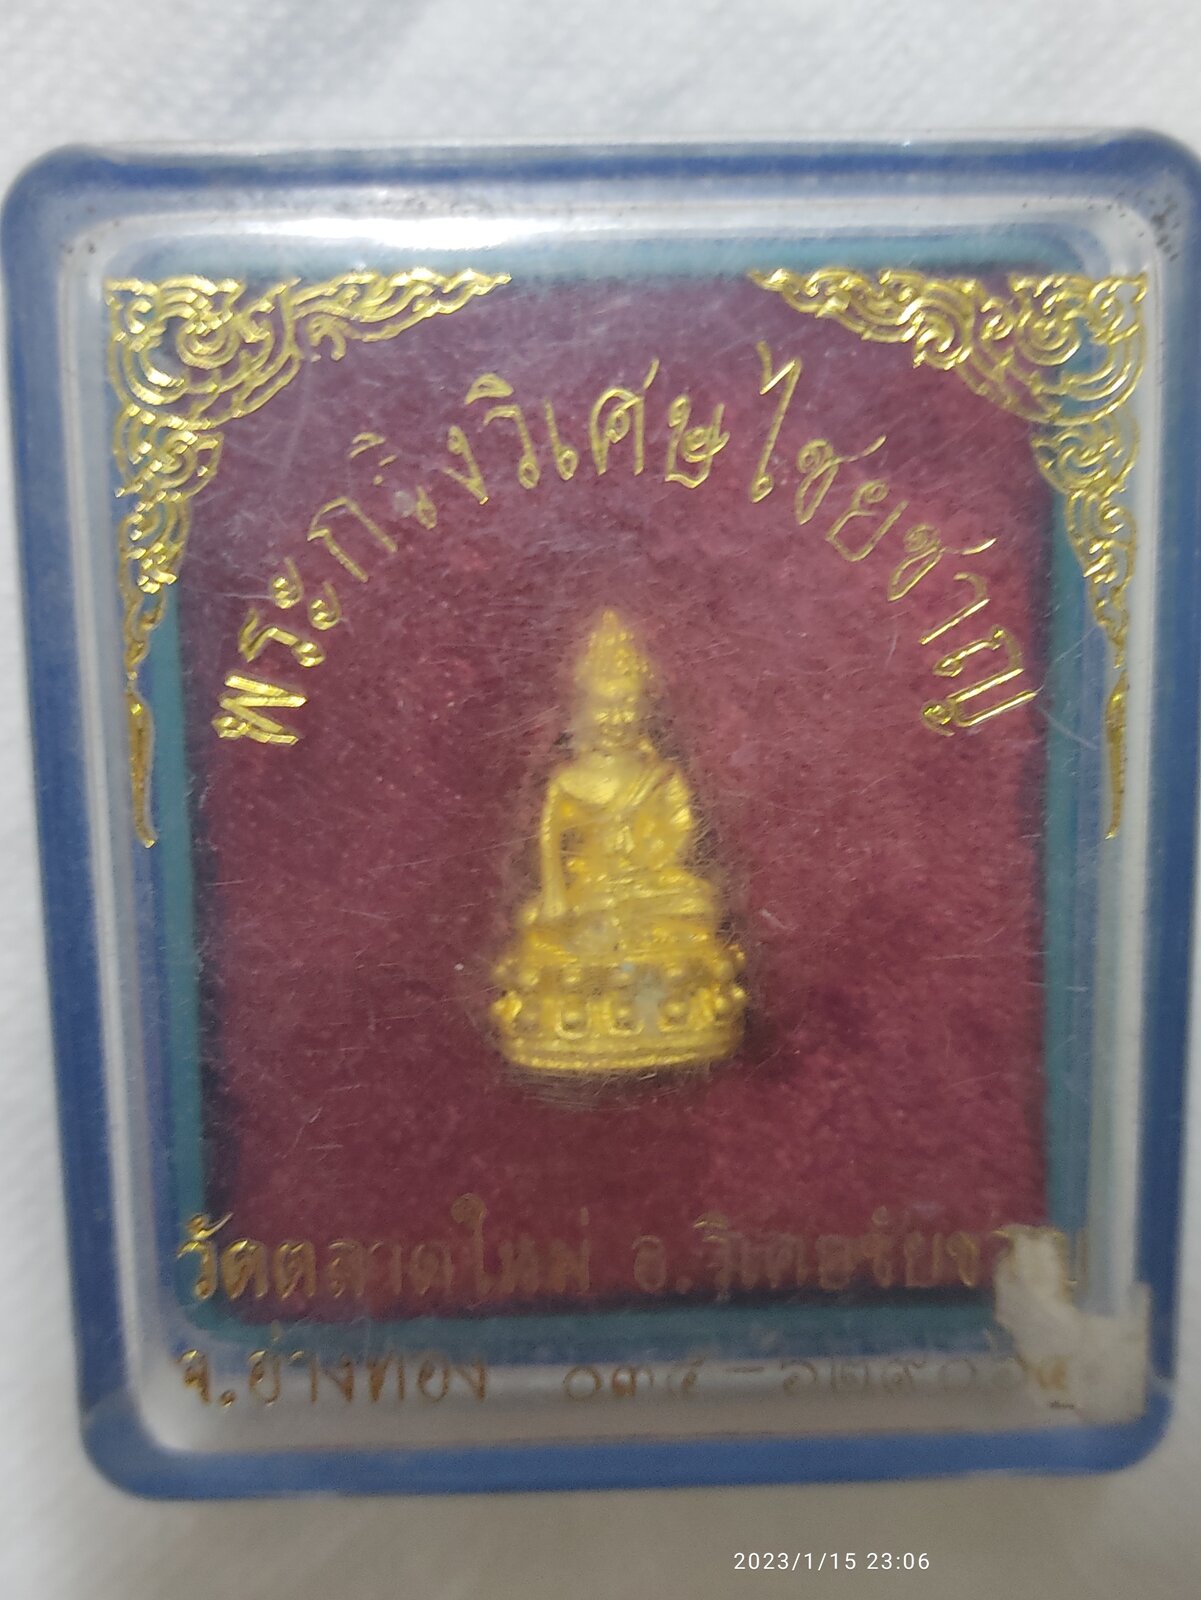 พระกริ่งวิเศษไชยชาญ
วัดตลาดใหม่ อ.วิเศษชัยชาญ
จ.อ่างทอง
2023/1/15 23:06